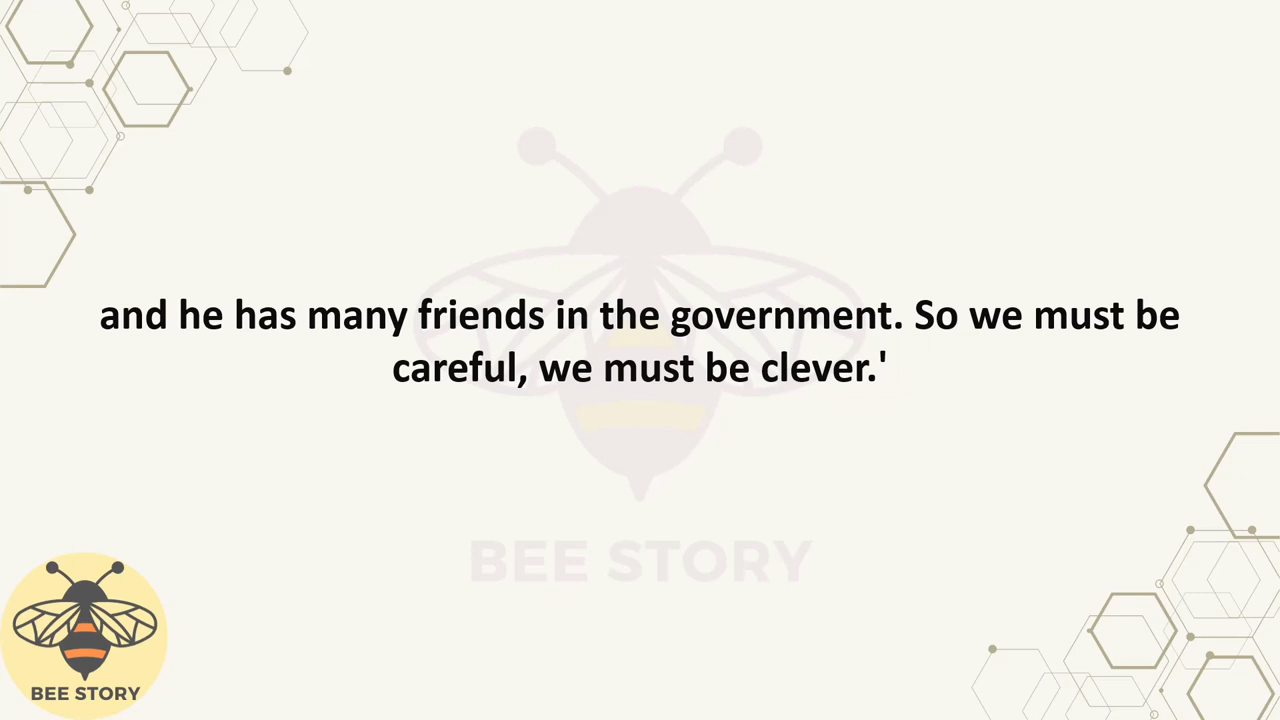 and he has many friends in the government. So we must be
careful, we must be clever.'
BEE STORY
BEE STORY